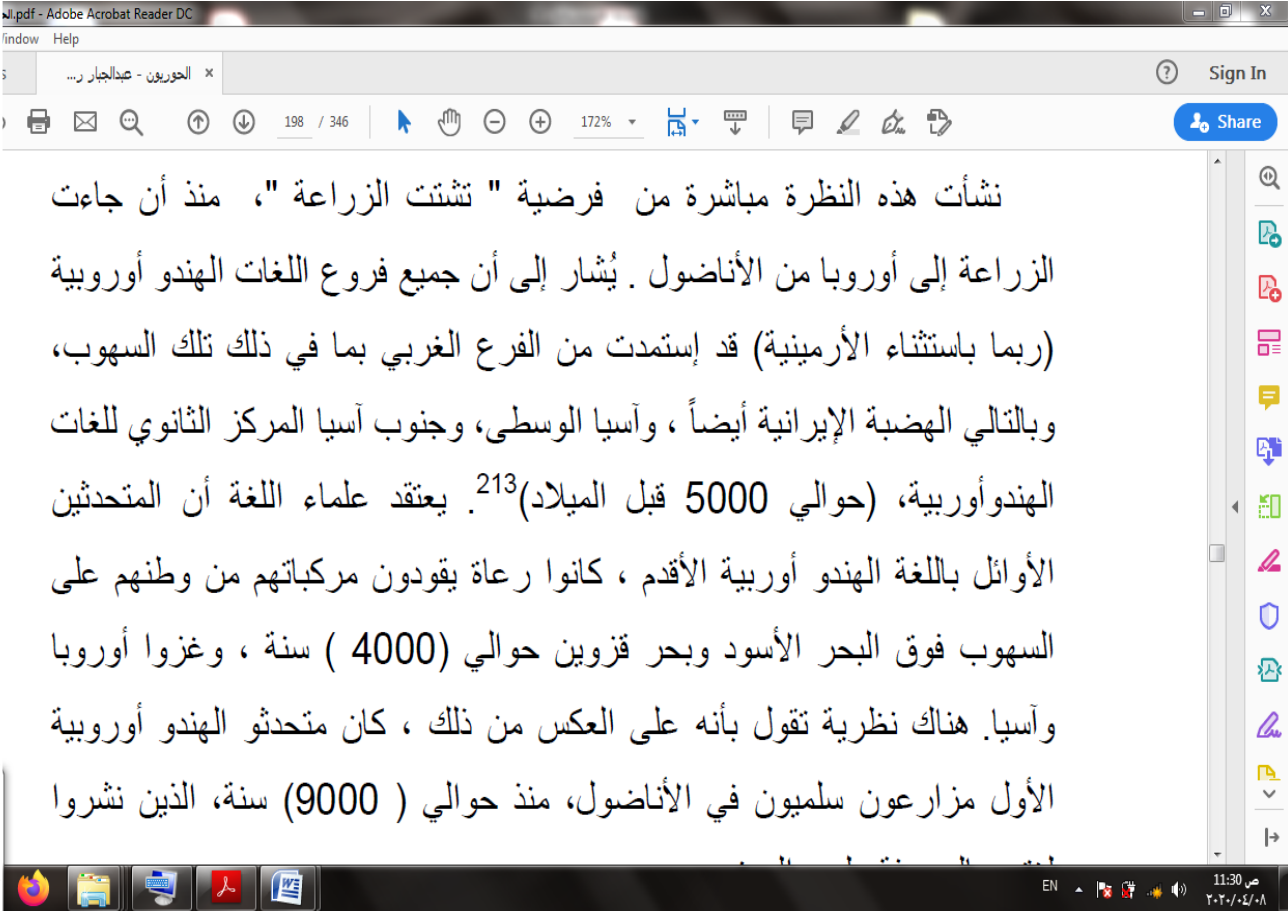 .pdf - Adobe Acrobat Reader DC
Window Help
الحوريون - عبدالجبار ر... ×
? Sign In
198 / 346 172% Share
نشأت هذه النظرة مباشرة من فرضية " تشتت الزراعة "، منذ أن جاءت
الزراعة إلى أوروبا من الأناضول . يُشار إلى أن جميع فروع اللغات الهندو أوروبية
(ربما باستثناء الأرمينية) قد إستمدت من الفرع الغربي بما في ذلك تلك السهوب،
وبالتالي الهضبة الإيرانية أيضاً ، وآسيا الوسطى، وجنوب آسيا المركز الثانوي للغات
الهندوأوربية، (حوالي 5000 قبل الميلاد)213. يعتقد علماء اللغة أن المتحدثين
الأوائل باللغة الهندو أوربية الأقدم ، كانوا رعاة يقودون مركباتهم من وطنهم على
السهوب فوق البحر الأسود وبحر قزوين حوالي (4000 ) سنة ، وغزوا أوروبا
وآسيا. هناك نظرية تقول بأنه على العكس من ذلك ، كان متحدثو الهندو أوروبية
الأول مزارعون سلميون في الأناضول، منذ حوالي ( 9000) سنة، الذين نشروا
EN 11:30 ص
٢٠٢٠/٠٤/٠٨